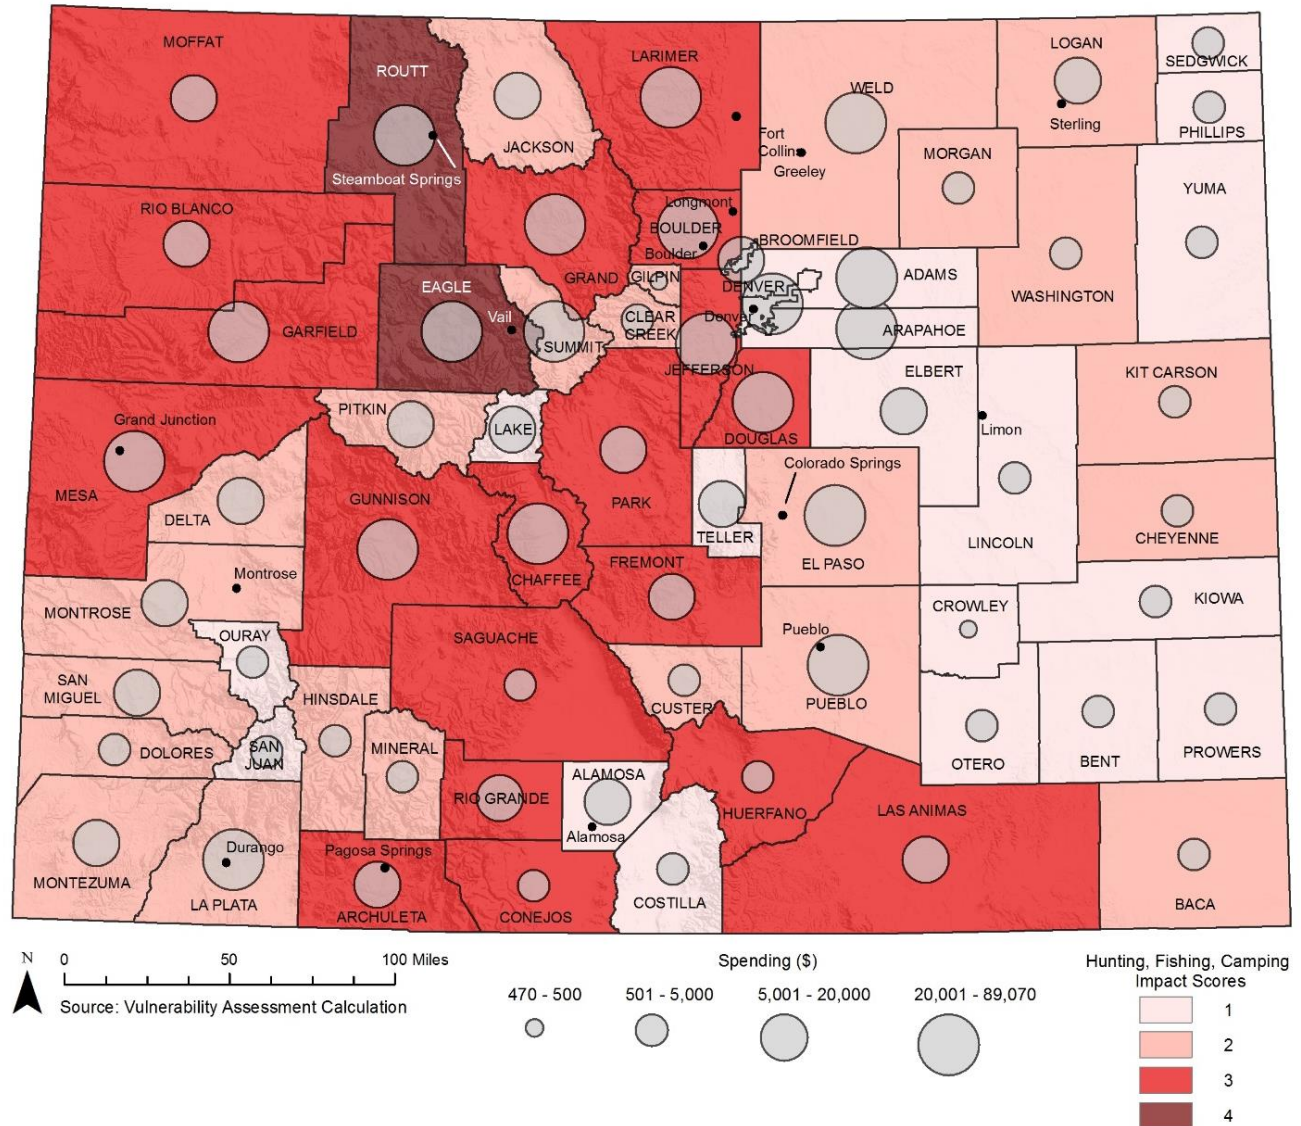 MOFFAT
ROUTT
LARIMER
LOGAN
SEDGWICK
WELD
PHILLIPS
JACKSON
Sterling
Fort
Collins
Greeley
MORGAN
Steamboat Springs
YUMA
RIO BLANCO
Longmont
BOULDER
Boulder
BROOMFIELD
GRAND
GILPIN
ADAMS
EAGLE
DENVER
WASHINGTON
Vail
CLEAR
CREEK
Denver
GARFIELD
SUMMIT
ARAPAHOE
JEFFERSON
ELBERT
KIT CARSON
PITKIN
Grand Junction
LAKE
DOUGLAS
Limon
Colorado Springs
MESA
GUNNISON
PARK
DELTA
TELLER
CHEYENNE
LINCOLN
EL PASO
FREMONT
Montrose
CHAFFEE
MONTROSE
CROWLEY
KIOWA
OURAY
SAGUACHE
Pueblo
SAN
MIGUEL
HINSDALE
CUSTER
PUEBLO
DOLORES
SAN
JUAN
MINERAL
OTERO
BENT
PROWERS
ALAMOSA
RIO GRANDE
HUERFANO
LAS ANIMAS
Alamosa
Durango
Pagosa Springs
MONTEZUMA
LA PLATA
ARCHULETA
CONEJOS
COSTILLA
BACA
N
0 50 100 Miles
Source: Vulnerability Assessment Calculation
Spending ($)
470 - 500 501 - 5,000 5,001 - 20,000 20,001 - 89,070
Hunting, Fishing, Camping
Impact Scores
1
2
3
4